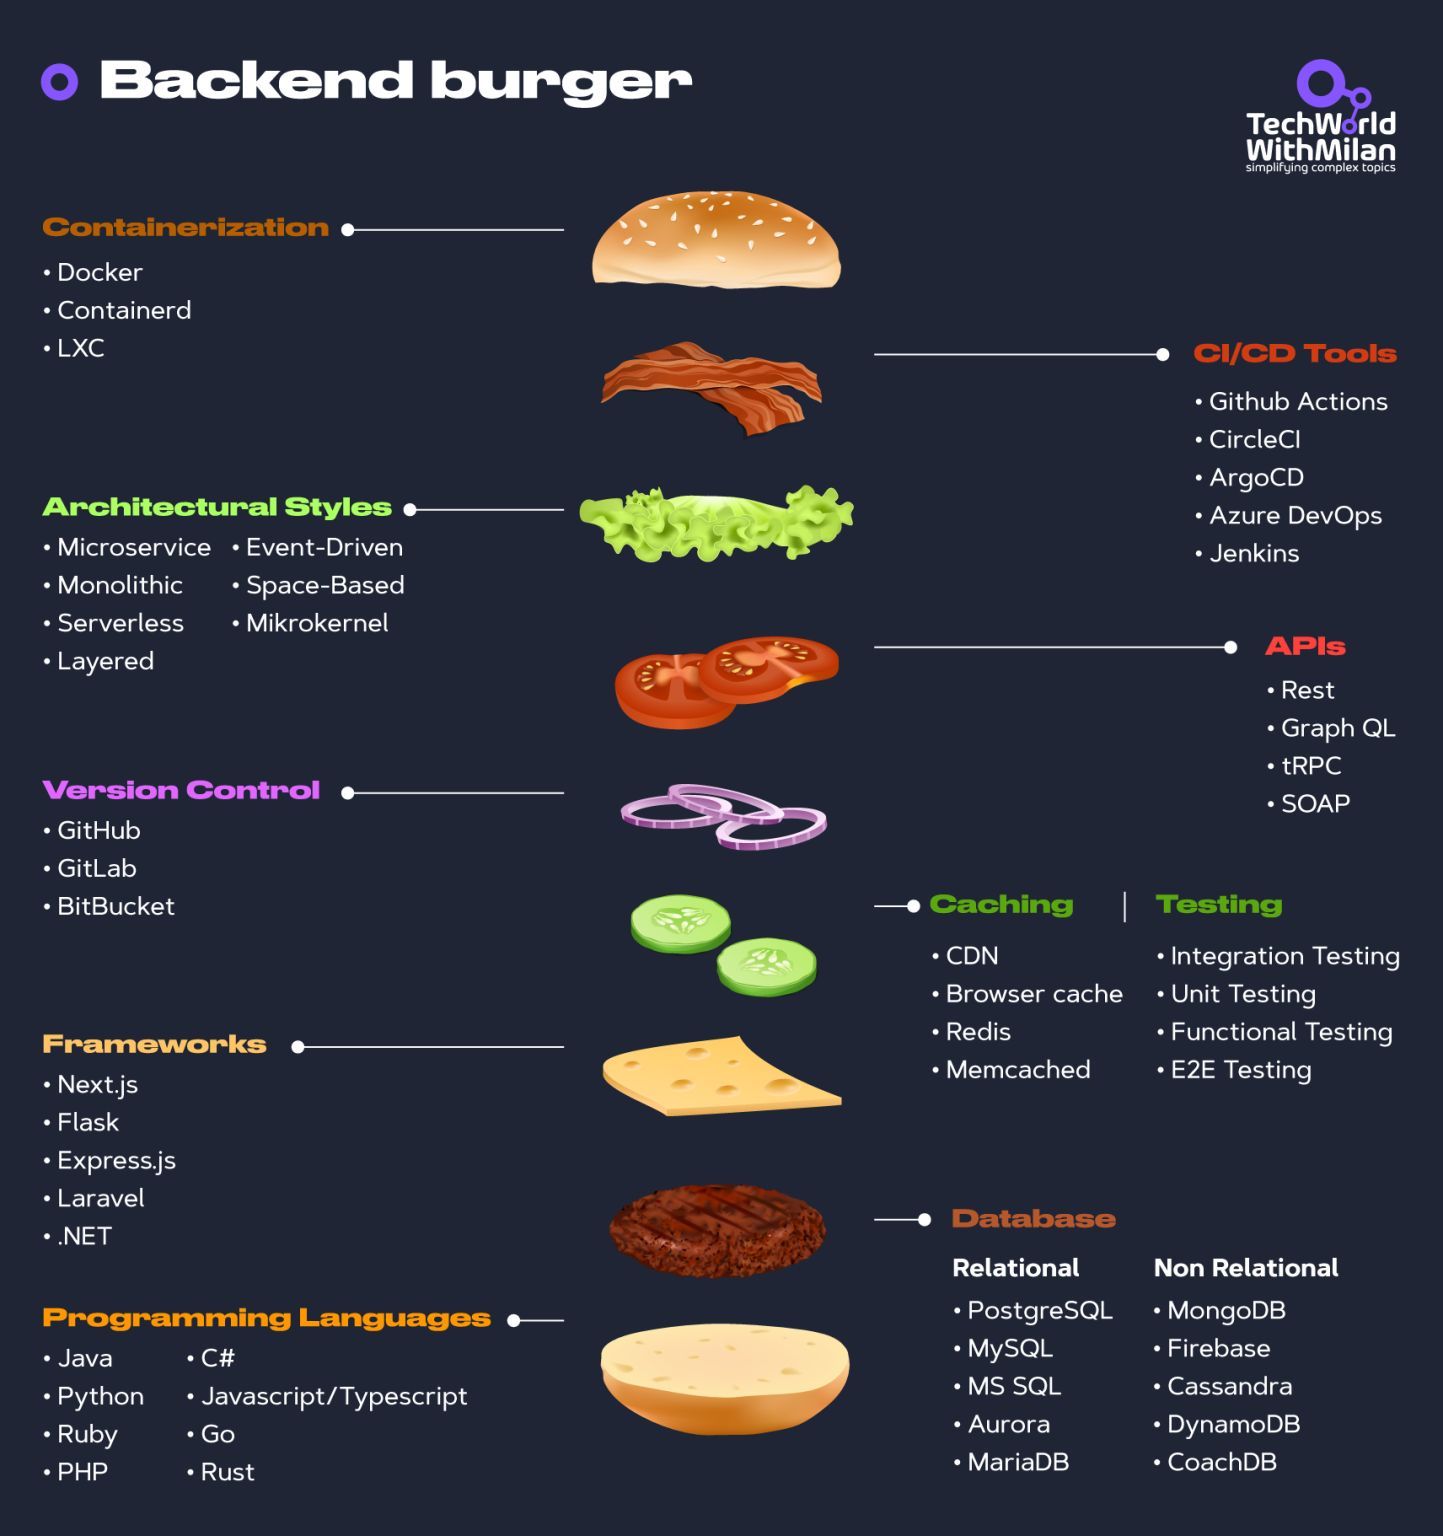 Backend burger
TechWorld
WithMilan
simplifying complex topics
Containerization
• Docker
• Containerd
• LXC
CI/CD Tools
• Github Actions
• CircleCI
• ArgoCD
• Azure DevOps
• Jenkins
Architectural Styles
• Microservice
• Monolithic
• Serverless
• Layered
• Event-Driven
• Space-Based
• Mikrokernel
APIs
• Rest
• Graph QL
• tRPC
• SOAP
Version Control
• GitHub
• GitLab
• BitBucket
Caching
• CDN
• Browser cache
• Redis
• Memcached
Testing
• Integration Testing
• Unit Testing
• Functional Testing
• E2E Testing
Frameworks
• Next.js
• Flask
• Express.js
• Laravel
• .NET
Database
Relational
• PostgreSQL
• MySQL
• MS SQL
• Aurora
• MariaDB
Non Relational
• MongoDB
• Firebase
• Cassandra
• DynamoDB
• CoachDB
Programming Languages
• Java
• Python
• Ruby
• PHP
• C#
• Javascript/Typescript
• Go
• Rust